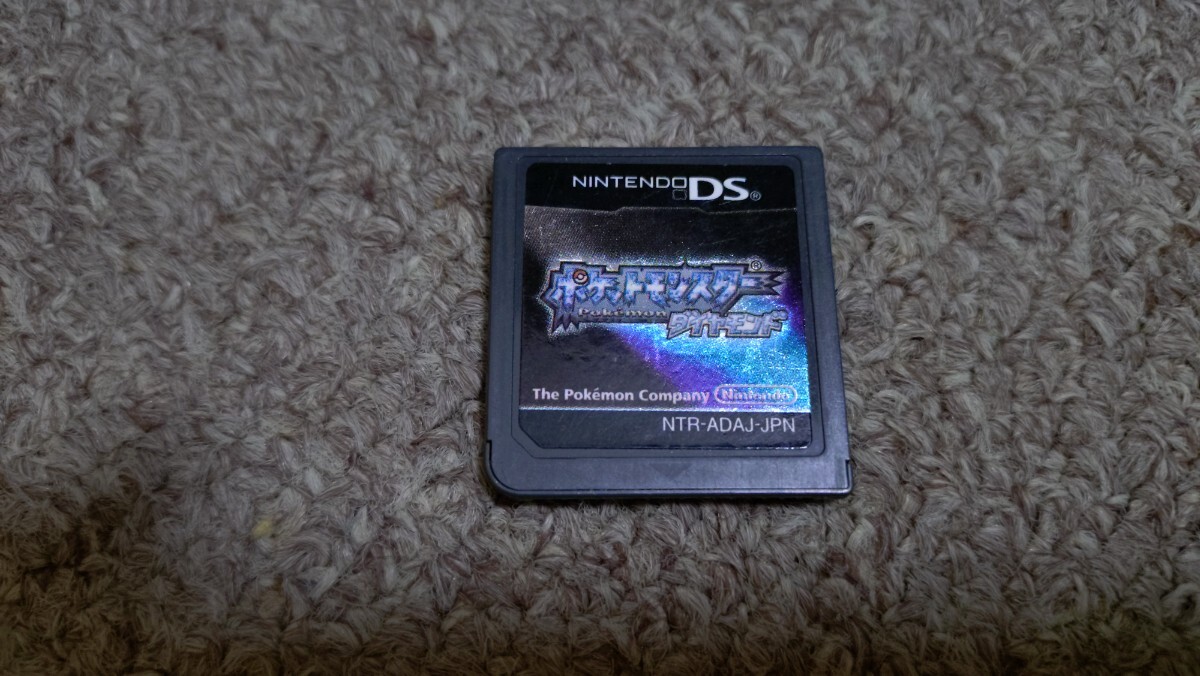 NINTENDO DS®
ポケットモンスター®
Pokémon ダイヤモンド
The Pokémon Company Nintendo
NTR-ADAJ-JPN